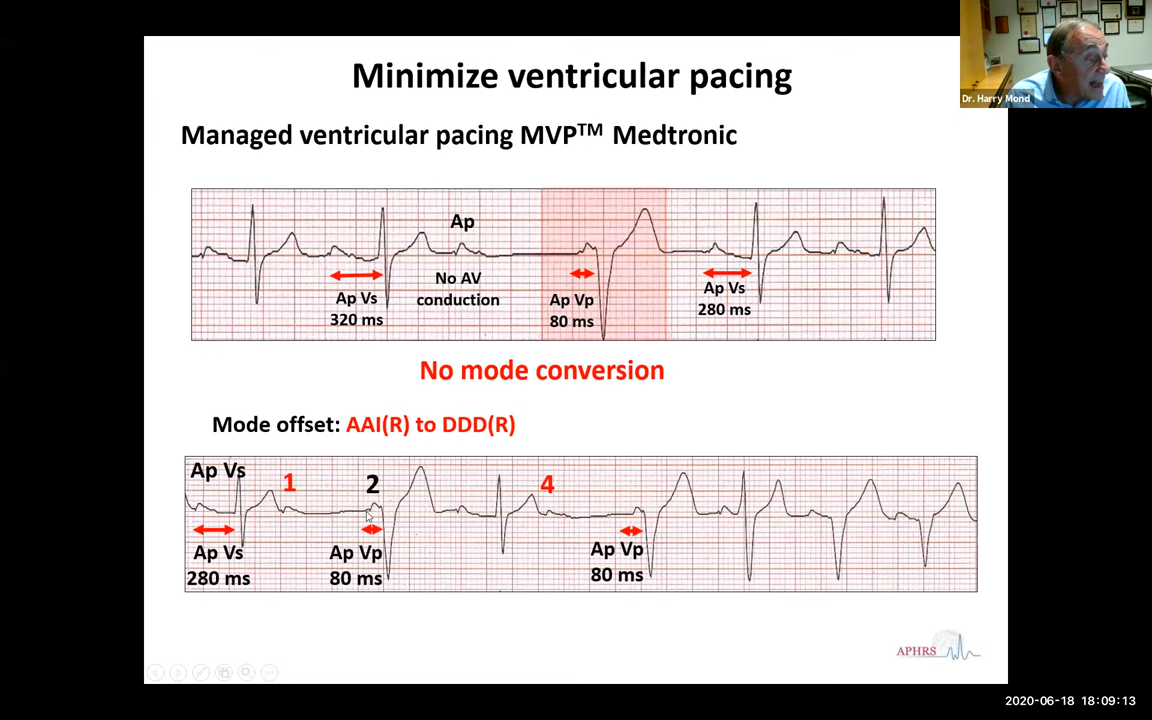 Minimize ventricular pacing
Dr. Harry Mond
Managed ventricular pacing MVP™ Medtronic
Ap
No AV
conduction
Ap Vs
320 ms
Ap Vp
80 ms
Ap Vs
280 ms
No mode conversion
Mode offset: AAI(R) to DDD(R)
Ap Vs
1
2
4
Ap Vs
280 ms
Ap Vp
80 ms
Ap Vp
80 ms
APHRS
2020-06-18 18:09:13